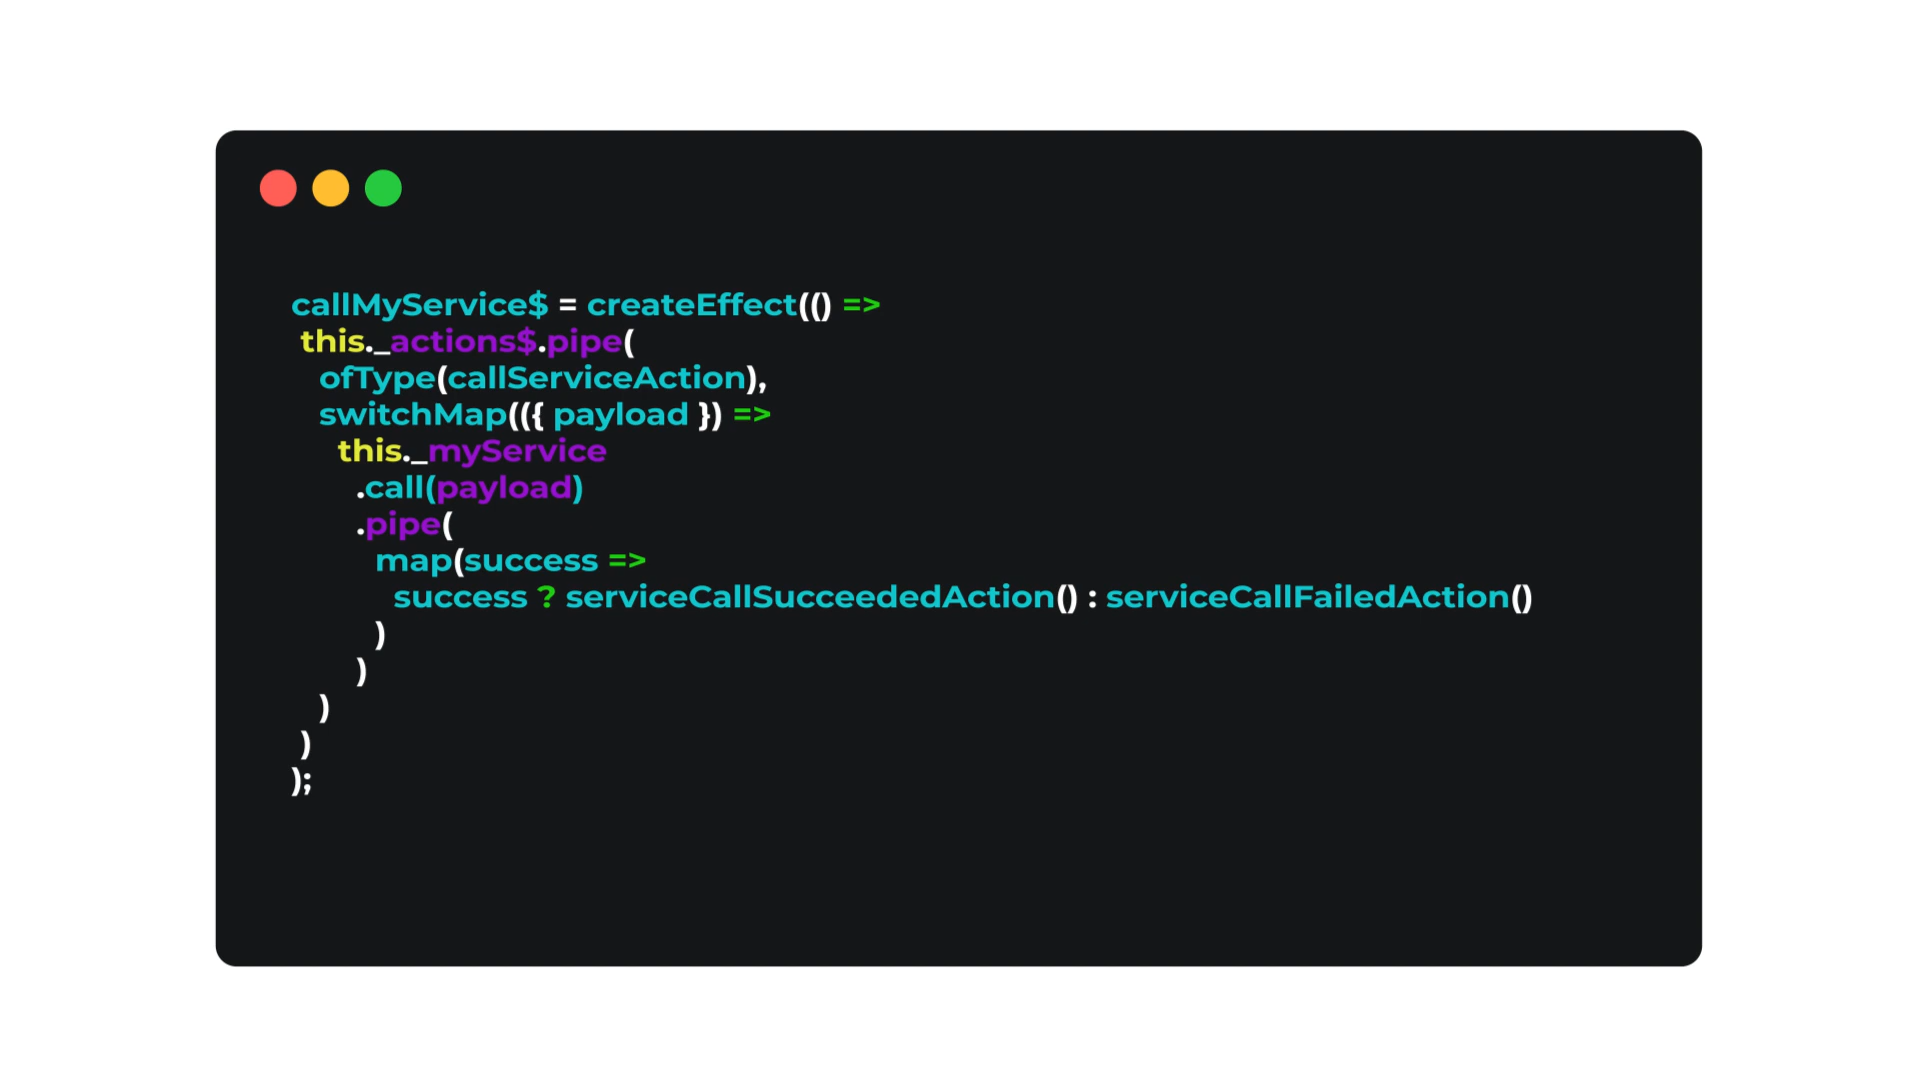 callMyService$ = createEffect(() =>
this._actions$.pipe(
ofType(callServiceAction),
switchMap(({ payload }) =>
this._myService
.call(payload)
.pipe(
map(success =>
success ? serviceCallSucceededAction() : serviceCallFailedAction()
)
)
)
)
);